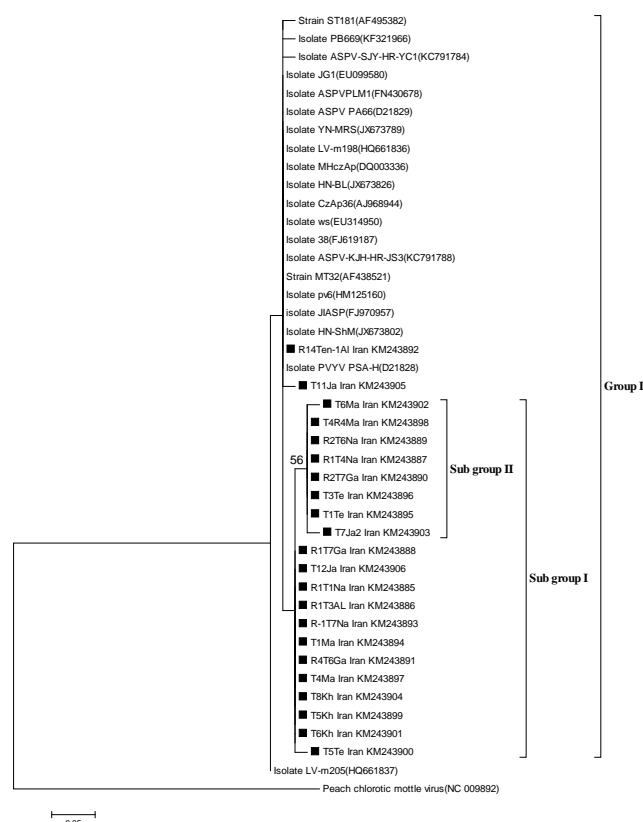 Strain ST181(AF495382)
Isolate PB669(KF321966)
Isolate ASPV-SJY-HR-YC1(KC791784)
Isolate JG1(EU099580)
Isolate ASPVPLM1(FN430678)
Isolate ASPV PA66(D21829)
Isolate YN-MRS(JX673789)
Isolate LV-m198(HQ661836)
Isolate MHczAp(DQ003336)
Isolate HN-BL(JX673826)
Isolate CzAp36(AJ968944)
Isolate ws(EU314950)
Isolate 38(FJ619187)
Isolate ASPV-KJH-HR-JS3(KC791788)
Strain MT32(AF438521)
Isolate pv6(HM125160)
isolate JIASP(FJ970957)
Isolate HN-ShM(JX673802)
R14Ten-1Al Iran KM243892
Isolate PVYV PSA-H(D21828)
T11Ja Iran KM243905
Group I
T6Ma Iran KM243902
T4R4Ma Iran KM243898
R2T6Na Iran KM243889
56
R1T4Na Iran KM243887
Sub group II
R2T7Ga Iran KM243890
T3Te Iran KM243896
T1Te Iran KM243895
T7Ja2 Iran KM243903
R1T7Ga Iran KM243888
T12Ja Iran KM243906
Sub group I
R1T1Na Iran KM243885
R1T3AL Iran KM243886
R-1T7Na Iran KM243893
T1Ma Iran KM243894
R4T6Ga Iran KM243891
T4Ma Iran KM243897
T8Kh Iran KM243904
T5Kh Iran KM243899
T6Kh Iran KM243901
T5Te Iran KM243900
Isolate LV-m205(HQ661837)
Peach chlorotic mottle virus(NC 009892)